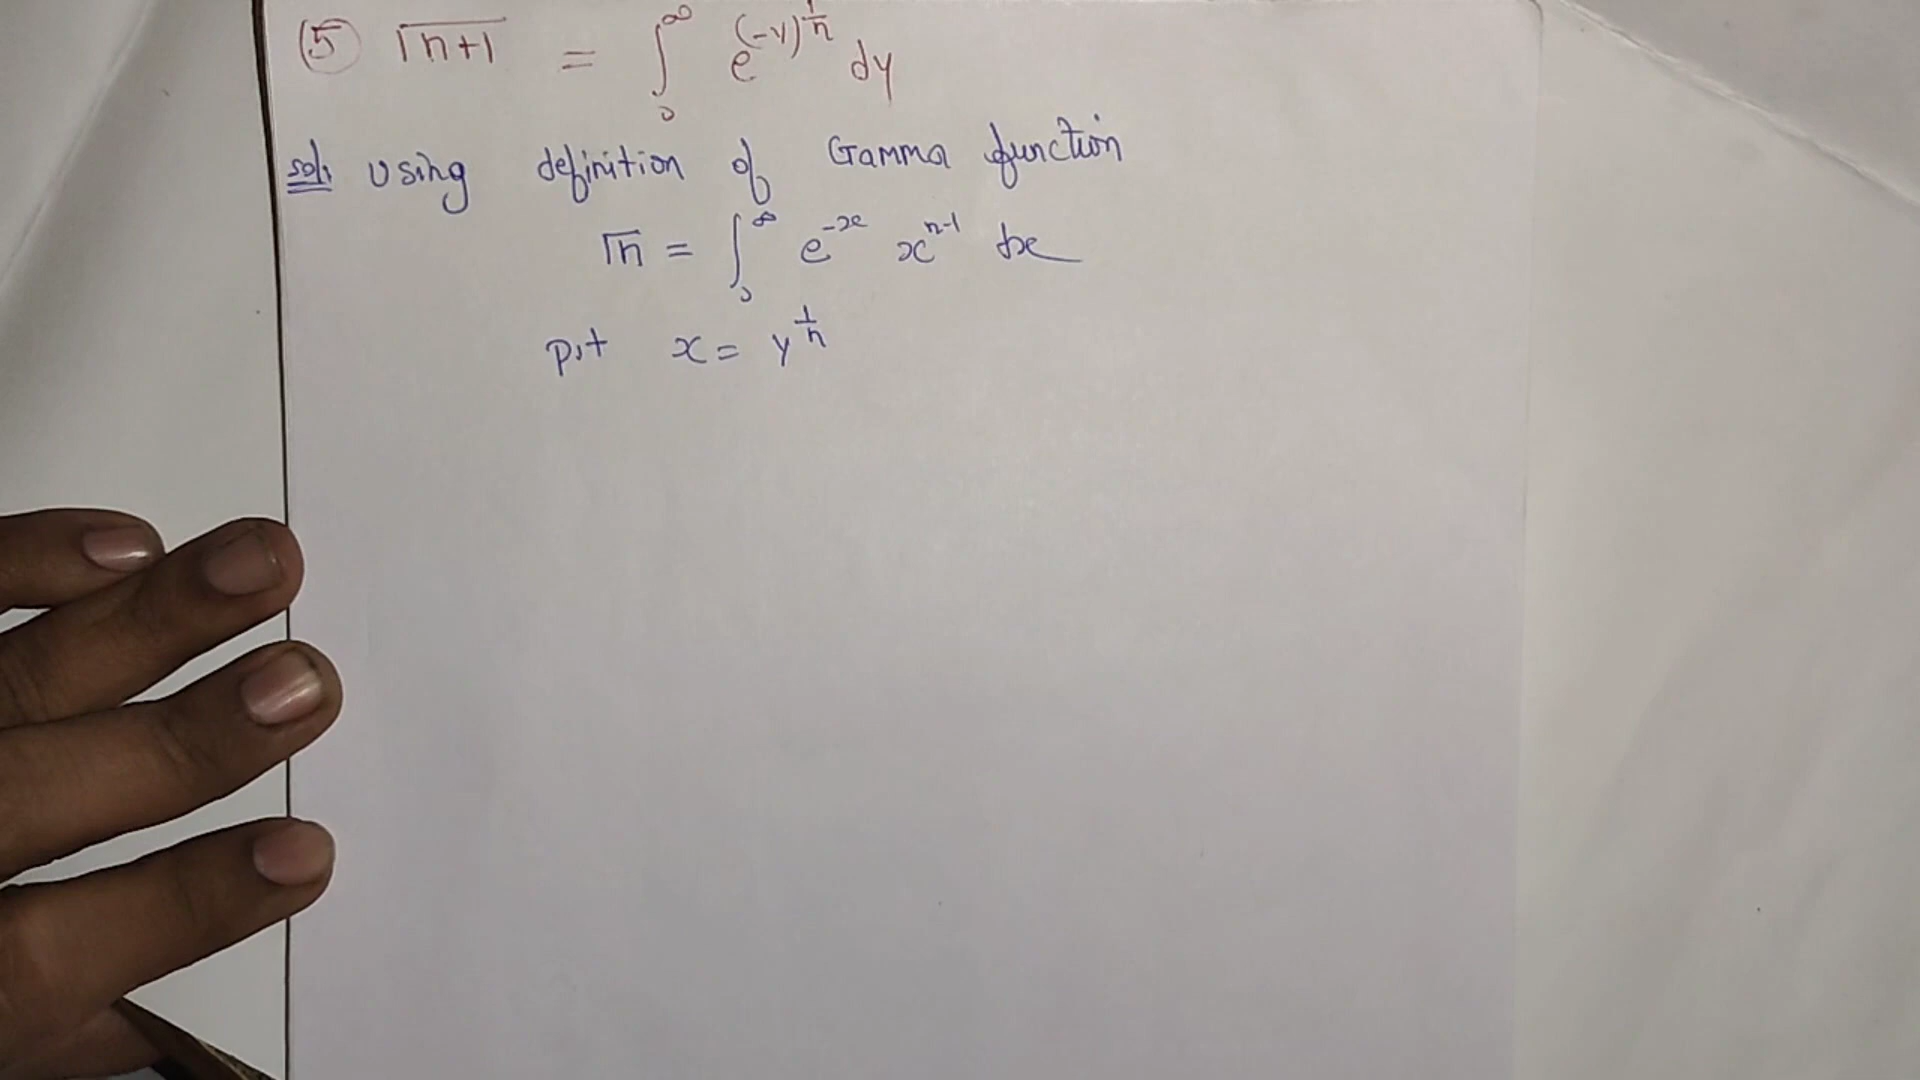 (5) Γn+1 = ∫₀^∞ e^(-y)^(1/n) dy
Sol: Using definition of Gamma function
Γn = ∫₀^∞ e^(-x) x^(n-1) dx
put x = y^(1/n)